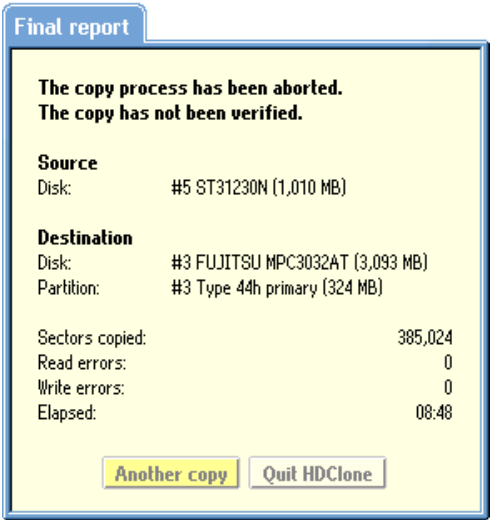 Final report
The copy process has been aborted.
The copy has not been verified.
Source
Disk: #5 ST31230N (1,010 MB)
Destination
Disk: #3 FUJITSU MPC3032AT (3,093 MB)
Partition: #3 Type 44h primary (324 MB)
Sectors copied: 385,024
Read errors: 0
Write errors: 0
Elapsed: 08:48
Another copy Quit HDClone